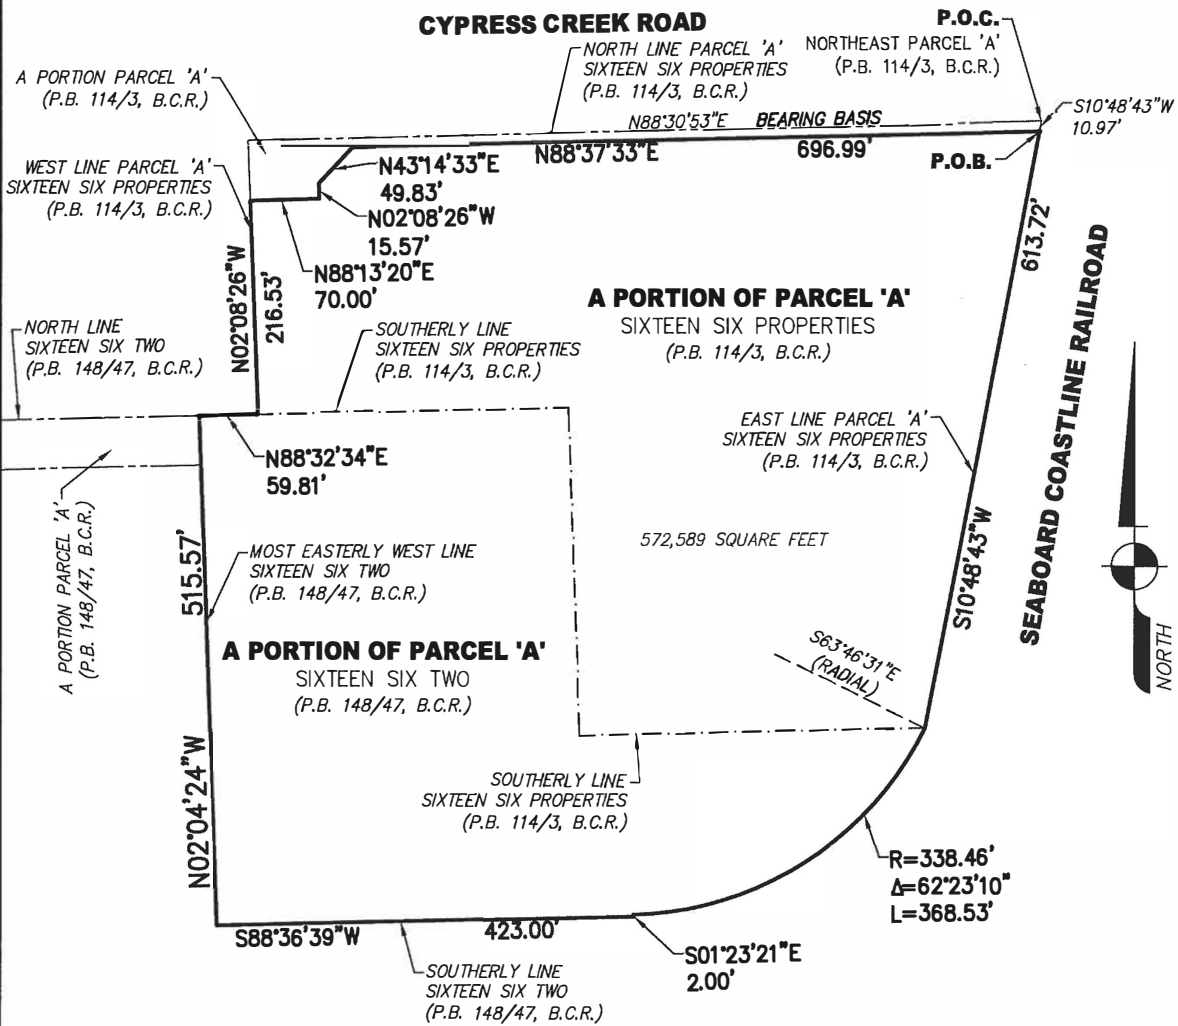 CYPRESS CREEK ROAD
P.O.C.
NORTHEAST PARCEL 'A'
(P.B. 114/3, B.C.R.)
NORTH LINE PARCEL 'A'
SIXTEEN SIX PROPERTIES
(P.B. 114/3, B.C.R.)
A PORTION PARCEL 'A'
(P.B. 114/3, B.C.R.)
S10°48'43"W
10.97'
N88°30'53"E BEARING BASIS
N88°37'33"E 696.99'
P.O.B.
WEST LINE PARCEL 'A'
SIXTEEN SIX PROPERTIES
(P.B. 114/3, B.C.R.)
N43°14'33"E
49.83'
N02°08'26"W
15.57'
N88°13'20"E
70.00'
N02°08'26"W
216.53'
613.72'
A PORTION OF PARCEL 'A'
SIXTEEN SIX PROPERTIES
(P.B. 114/3, B.C.R.)
SEABOARD COASTLINE RAILROAD
NORTH LINE
SIXTEEN SIX TWO
(P.B. 148/47, B.C.R.)
SOUTHERLY LINE
SIXTEEN SIX PROPERTIES
(P.B. 114/3, B.C.R.)
EAST LINE PARCEL 'A'
SIXTEEN SIX PROPERTIES
(P.B. 114/3, B.C.R.)
N88°32'34"E
59.81'
A PORTION PARCEL 'A'
(P.B. 148/47, B.C.R.)
515.57'
MOST EASTERLY WEST LINE
SIXTEEN SIX TWO
(P.B. 148/47, B.C.R.)
572,589 SQUARE FEET
S10°48'43"W
A PORTION OF PARCEL 'A'
SIXTEEN SIX TWO
(P.B. 148/47, B.C.R.)
S63°46'31"E
(RADIAL)
NORTH
N02°04'24"W
SOUTHERLY LINE
SIXTEEN SIX PROPERTIES
(P.B. 114/3, B.C.R.)
R=338.46'
Δ=62°23'10"
L=368.53'
S88°36'39"W 423.00'
S01°23'21"E
2.00'
SOUTHERLY LINE
SIXTEEN SIX TWO
(P.B. 148/47, B.C.R.)